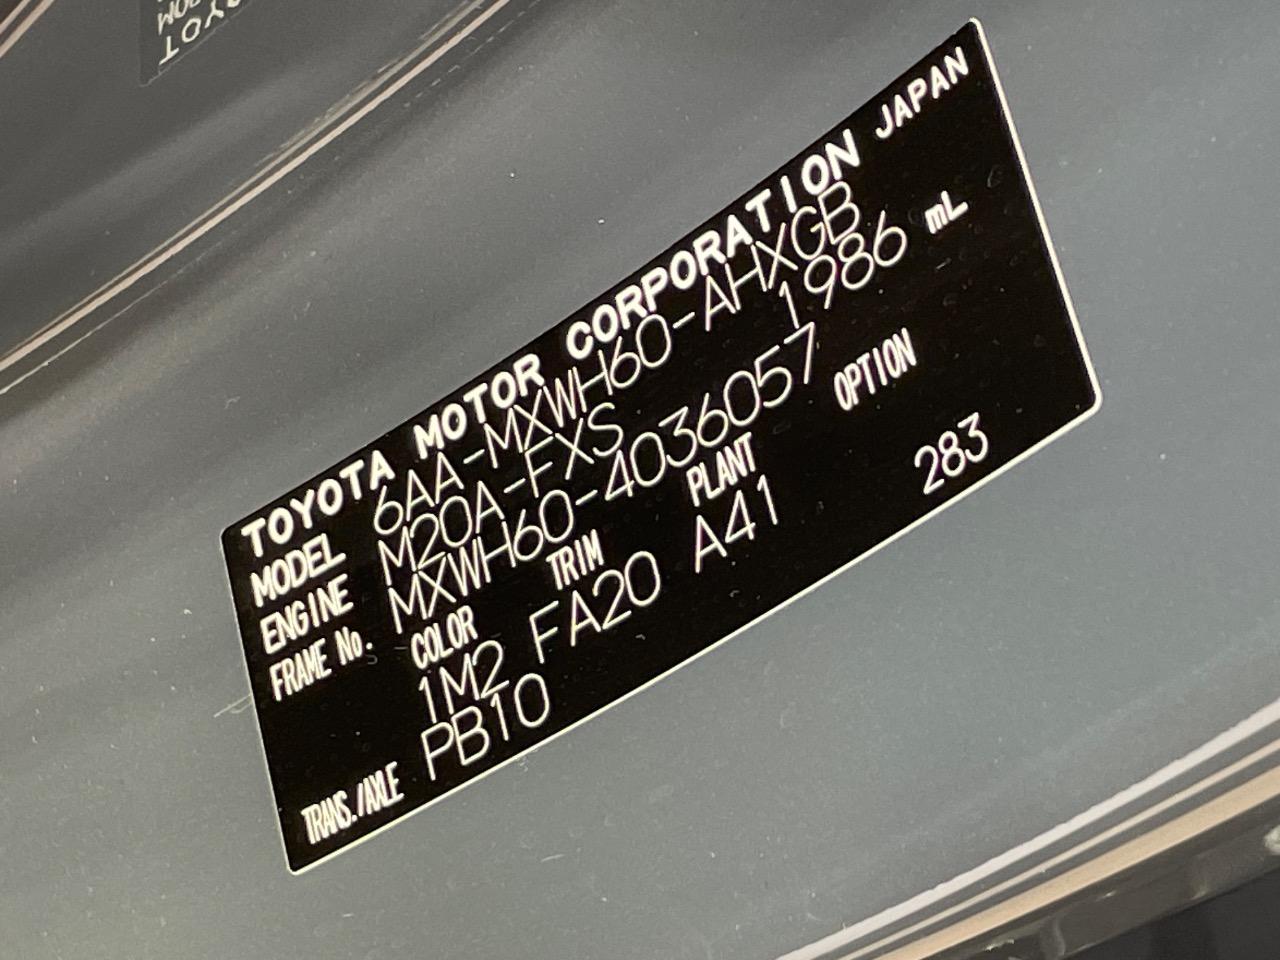 TOYOTA MOTOR CORPORATION JAPAN
MODEL 6AA-MXWH60-AHXGB
ENGINE M20A-FXS 1986 mL
FRAME No. MXWH60-4036057
COLOR TRIM PLANT OPTION
1M2 FA20 A41 283
TRANS./AXLE PB10